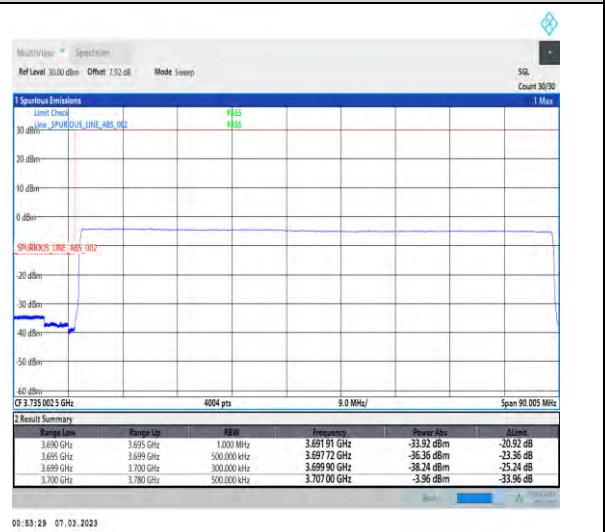 MultiView Spectrum
Ref Level 30.00 dBm Offset 7.92 dB Mode Sweep SGL
Count 30/30
1 Spurious Emissions 1 Max
Limit Check PASS
Line _SPURIOUS_LINE_ABS_002 PASS
30 dBm
20 dBm
10 dBm
0 dBm
SPURIOUS_LINE_ABS_002
-20 dBm
-30 dBm
-40 dBm
-50 dBm
-60 dBm
CF 3.735 002 5 GHz 4004 pts 9.0 MHz/ Span 90.005 MHz
2 Result Summary
Range Low Range Up RBW Frequency Power Abs ΔLimit
3.690 GHz 3.695 GHz 1.000 MHz 3.691 91 GHz -33.92 dBm -20.92 dB
3.695 GHz 3.699 GHz 500.000 kHz 3.697 72 GHz -36.36 dBm -23.36 dB
3.699 GHz 3.700 GHz 300.000 kHz 3.699 90 GHz -38.24 dBm -25.24 dB
3.700 GHz 3.780 GHz 500.000 kHz 3.707 00 GHz -3.96 dBm -33.96 dB
00:53:29 07.03.2023